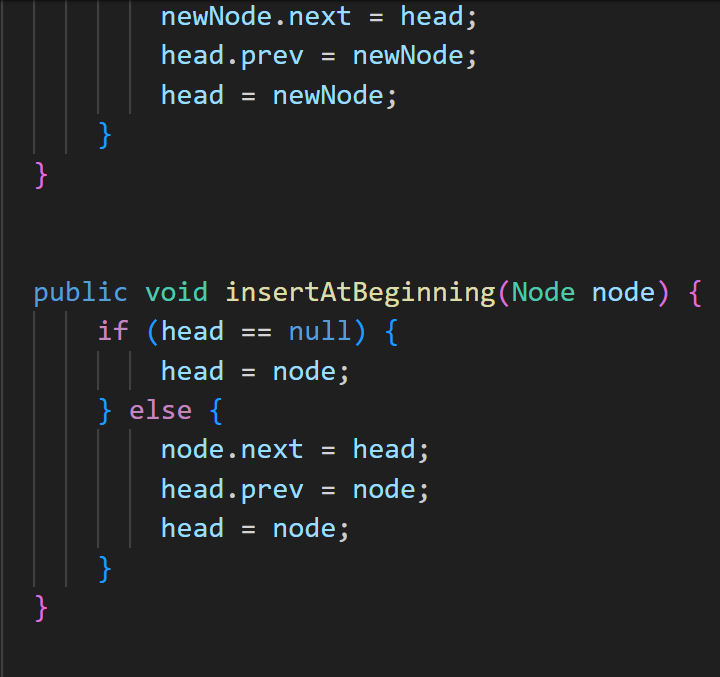 newNode.next = head;
head.prev = newNode;
head = newNode;
}
}
public void insertAtBeginning(Node node) {
if (head == null) {
head = node;
} else {
node.next = head;
head.prev = node;
head = node;
}
}